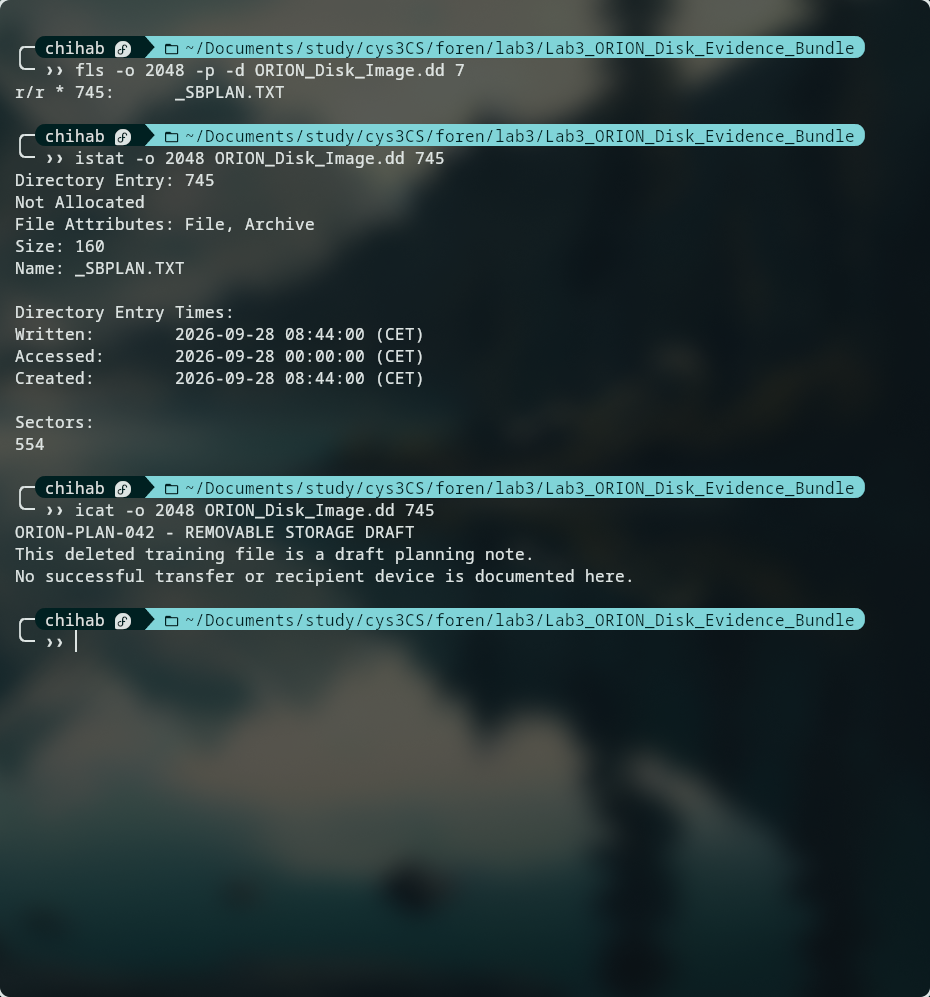 chihab ~/Documents/study/cys3CS/foren/lab3/Lab3_ORION_Disk_Evidence_Bundle
›› fls -o 2048 -p -d ORION_Disk_Image.dd 7
r/r * 745: _SBPLAN.TXT
chihab ~/Documents/study/cys3CS/foren/lab3/Lab3_ORION_Disk_Evidence_Bundle
›› istat -o 2048 ORION_Disk_Image.dd 745
Directory Entry: 745
Not Allocated
File Attributes: File, Archive
Size: 160
Name: _SBPLAN.TXT
Directory Entry Times:
Written: 2026-09-28 08:44:00 (CET)
Accessed: 2026-09-28 00:00:00 (CET)
Created: 2026-09-28 08:44:00 (CET)
Sectors:
554
chihab ~/Documents/study/cys3CS/foren/lab3/Lab3_ORION_Disk_Evidence_Bundle
›› icat -o 2048 ORION_Disk_Image.dd 745
ORION-PLAN-042 - REMOVABLE STORAGE DRAFT
This deleted training file is a draft planning note.
No successful transfer or recipient device is documented here.
chihab ~/Documents/study/cys3CS/foren/lab3/Lab3_ORION_Disk_Evidence_Bundle
››